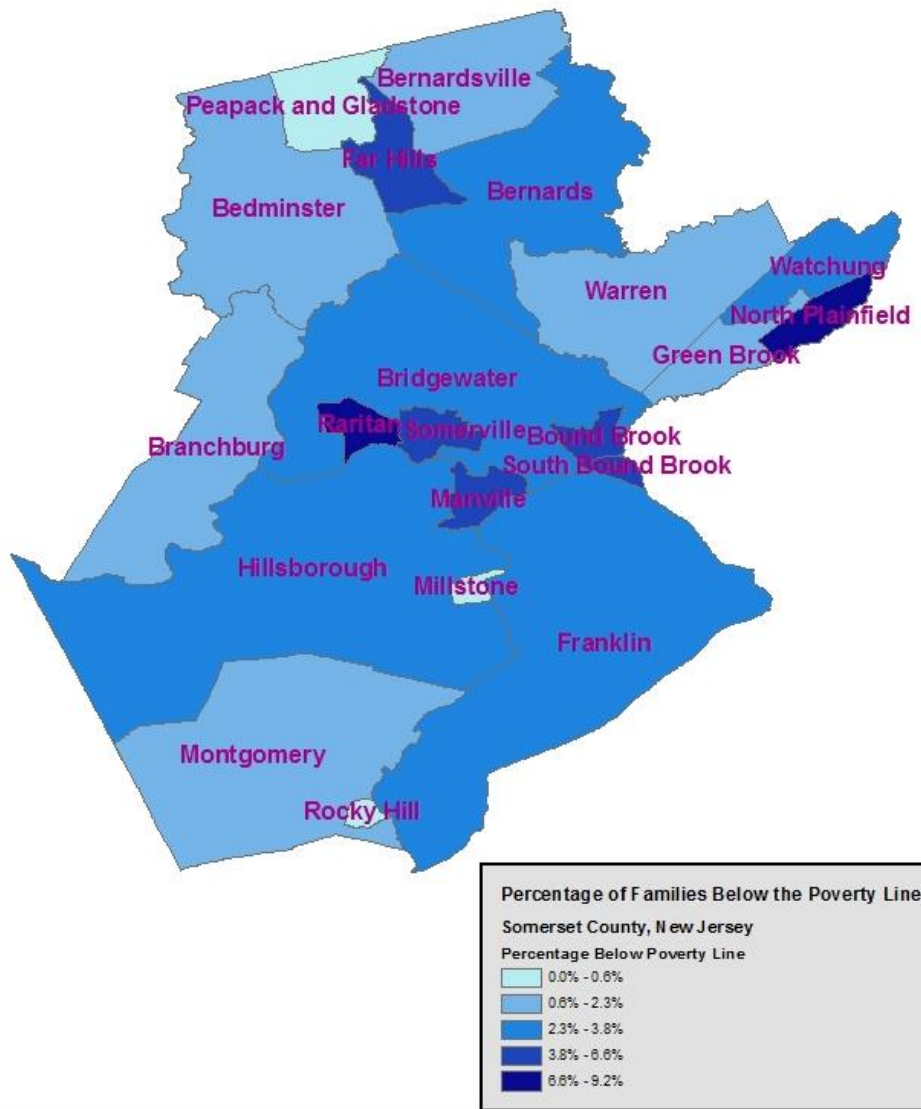 Bernardsville
Peapack and Gladstone
Far Hills
Bernards
Bedminster
Watchung
Warren
North Plainfield
Green Brook
Bridgewater
Raritan
Somerville
Bound Brook
Branchburg
South Bound Brook
Manville
Hillsborough
Millstone
Franklin
Montgomery
Rocky Hill
Percentage of Families Below the Poverty Line
Somerset County, New Jersey
Percentage Below Poverty Line
0.0% - 0.6%
0.6% - 2.3%
2.3% - 3.8%
3.8% - 6.6%
6.6% - 9.2%